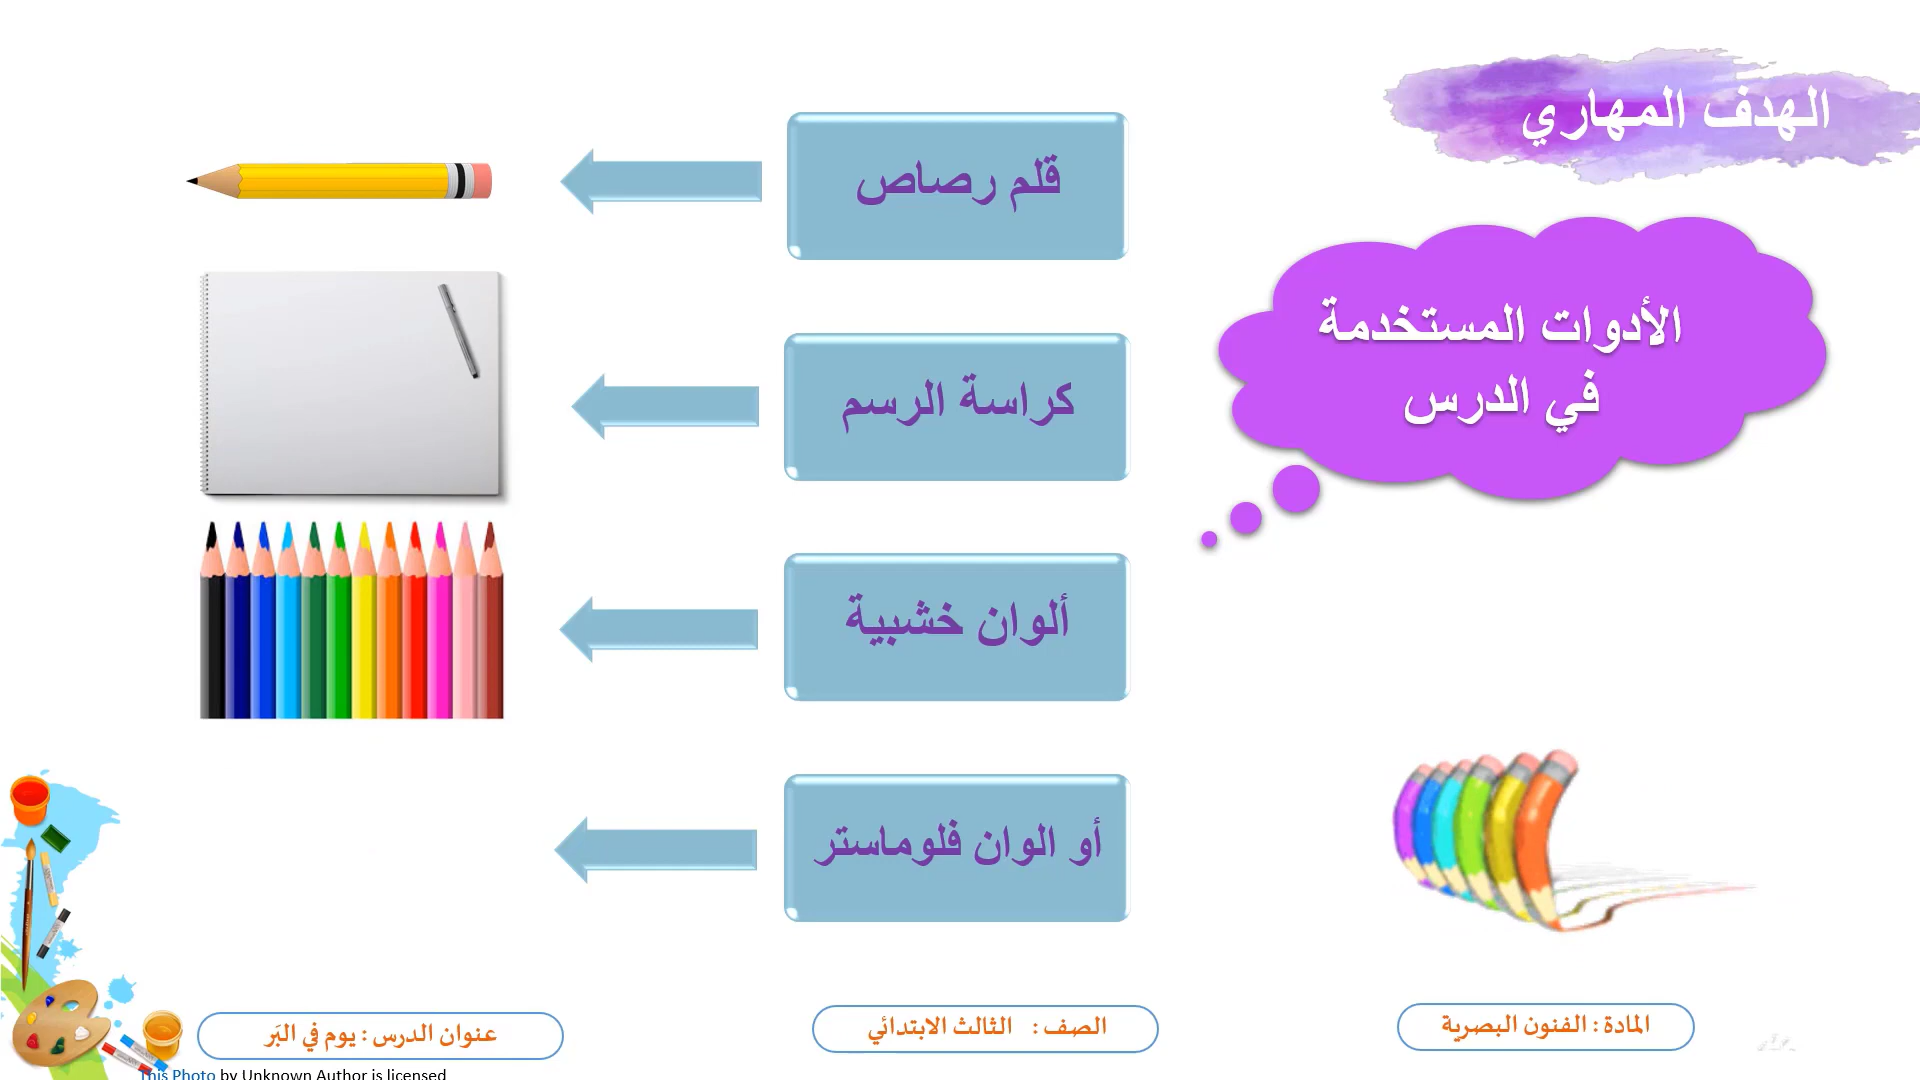 الهدف المهاري
الأدوات المستخدمة
في الدرس
قلم رصاص
كراسة الرسم
ألوان خشبية
أو الوان فلوماستر
المادة : الفنون البصرية
الصف : الثالث الابتدائي
عنوان الدرس : يوم في البَر
This Photo by Unknown Author is licensed